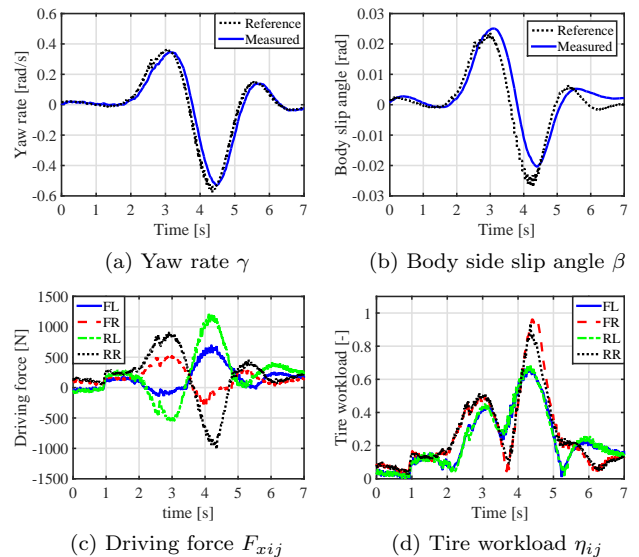 0.6
0.4
0.2
0
-0.2
-0.4
-0.6
Yaw rate [rad/s]
Reference
Measured
0 1 2 3 4 5 6 7
Time [s]
(a) Yaw rate γ
0.03
0.02
0.01
0
-0.01
-0.02
-0.03
Body slip angle [rad]
Reference
Measured
0 1 2 3 4 5 6 7
Time [s]
(b) Body side slip angle β
1500
1000
500
0
-500
-1000
-1500
Driving force [N]
FL
FR
RL
RR
0 1 2 3 4 5 6 7
time [s]
(c) Driving force F_{xij}
1
0.8
0.6
0.4
0.2
0
Tire workload [-]
FL
FR
RL
RR
0 1 2 3 4 5 6 7
Time [s]
(d) Tire workload η_{ij}